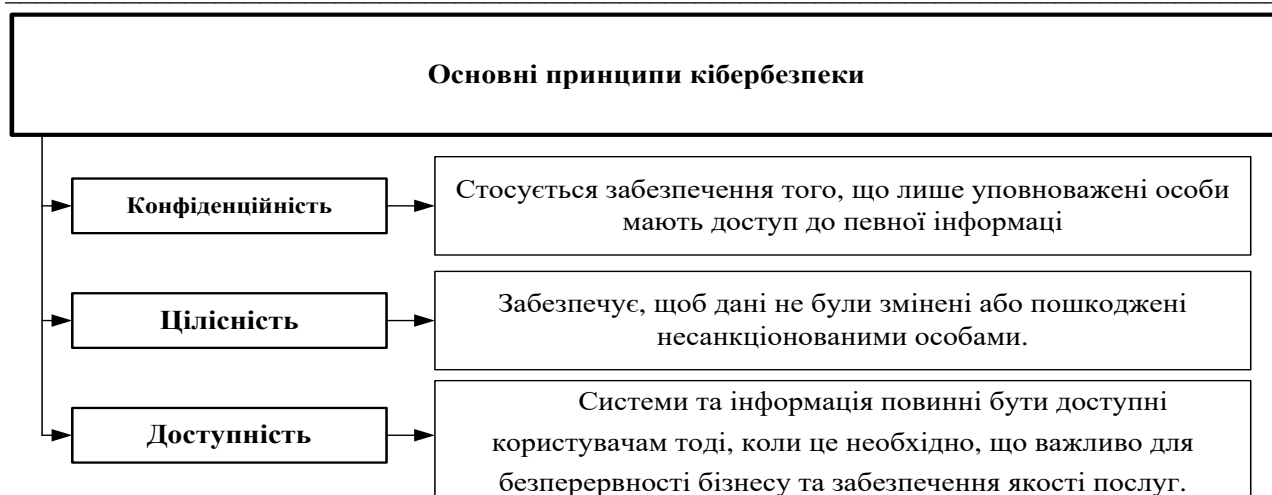 Основні принципи кібербезпеки
Конфіденційність
Стосується забезпечення того, що лише уповноважені особи
мають доступ до певної інформаці
Цілісність
Забезпечує, щоб дані не були змінені або пошкоджені
несанкціонованими особами.
Доступність
Системи та інформація повинні бути доступні
користувачам тоді, коли це необхідно, що важливо для
безперервності бізнесу та забезпечення якості послуг.